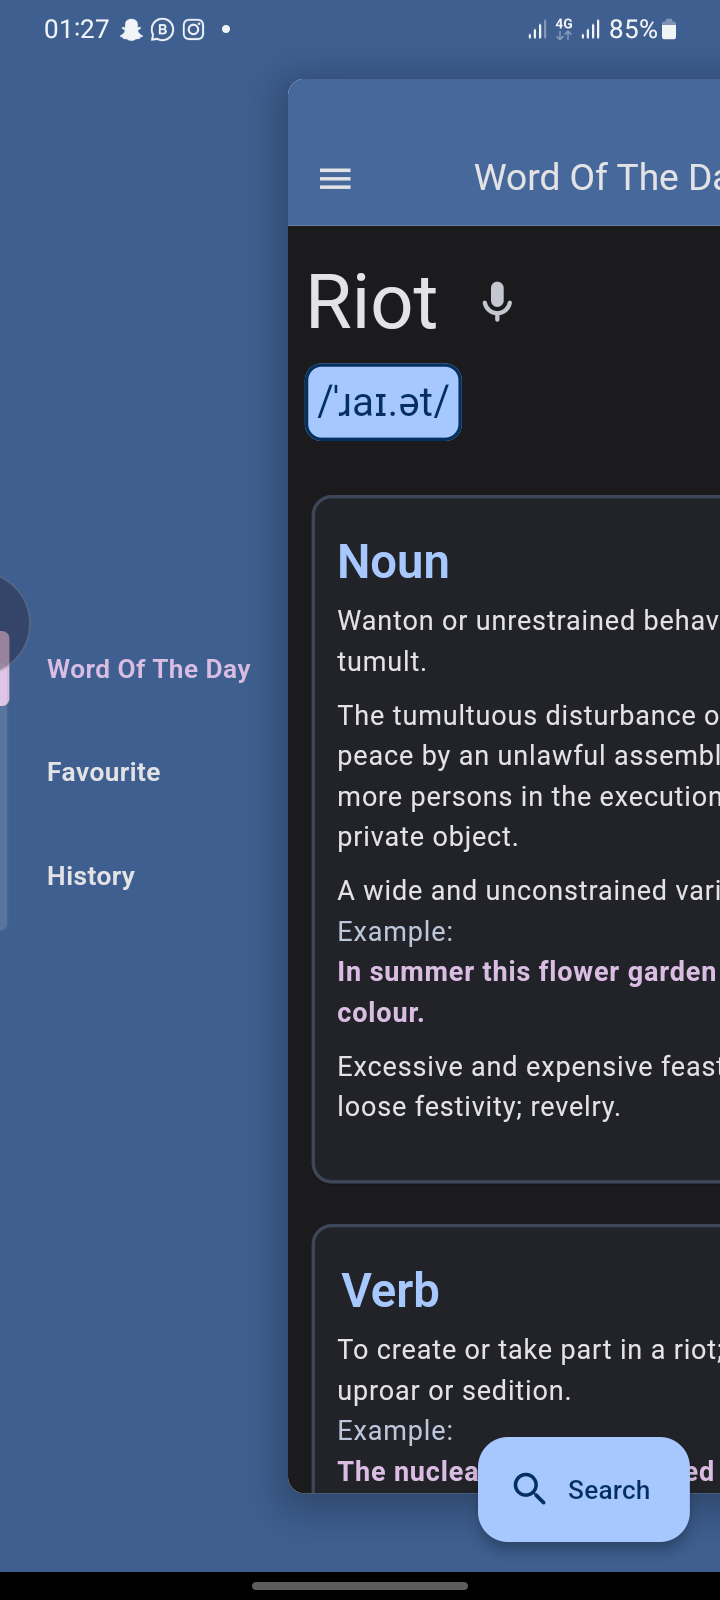 01:27
4G
85%
Word Of The Da
Riot
/ˈɹaɪ.ət/
Noun
Wanton or unrestrained behav
tumult.
The tumultuous disturbance o
peace by an unlawful assembl
more persons in the execution
private object.
A wide and unconstrained vari
Example:
In summer this flower garden
colour.
Excessive and expensive feast
loose festivity; revelry.
Word Of The Day
Favourite
History
Verb
To create or take part in a riot;
uproar or sedition.
Example:
The nuclea ed
Search